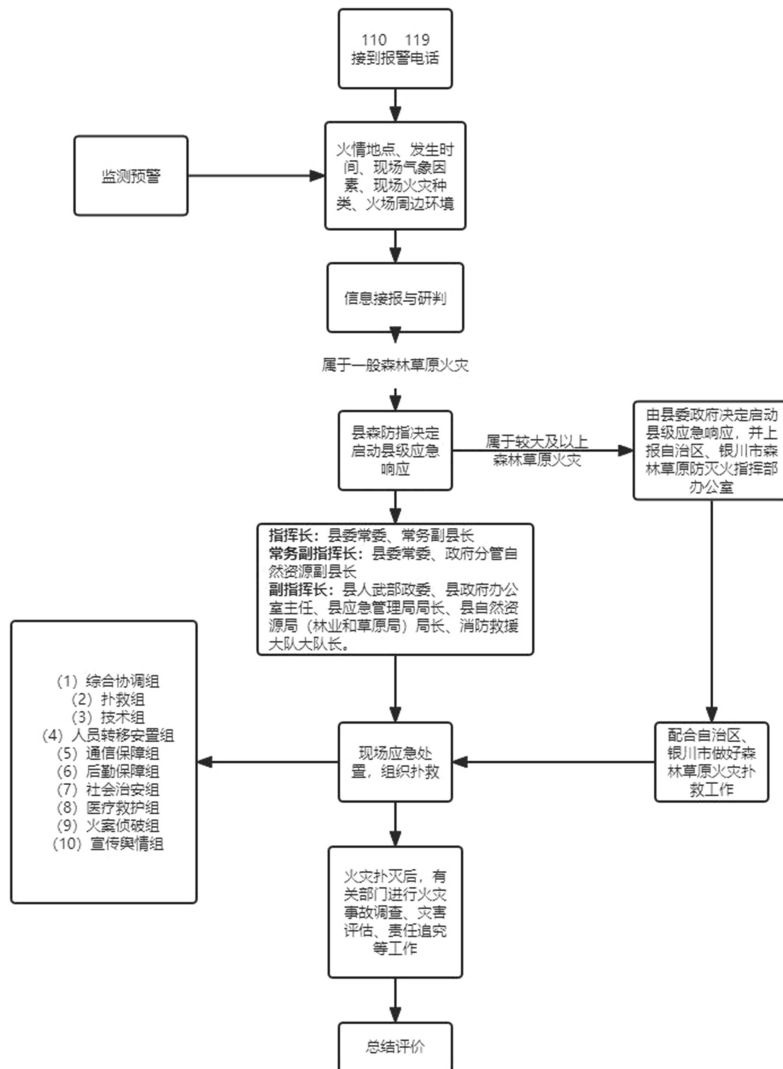 110 119
接到报警电话
监测预警
火情地点、发生时
间、现场气象因
素、现场火灾种
类、火场周边环境
信息接报与研判
属于一般森林草原火灾
县森防指决定
启动县级应急
响应
属于较大及以上
森林草原火灾
由县委政府决定启动
县级应急响应，并上
报自治区、银川市森
林草原防灭火指挥部
办公室
指挥长：县委常委、常务副县长
常务副指挥长：县委常委、政府分管自
然资源副县长
副指挥长：县人武部政委、县政府办公
室主任、县应急管理局局长、县自然资
源局（林业和草原局）局长、消防救援
大队大队长。
（1）综合协调组
（2）扑救组
（3）技术组
（4）人员转移安置组
（5）通信保障组
（6）后勤保障组
（7）社会治安组
（8）医疗救护组
（9）火案侦破组
（10）宣传舆情组
现场应急处
置，组织扑救
配合自治区、
银川市做好森
林草原火灾扑
救工作
火灾扑灭后，有
关部门进行火灾
事故调查、灾害
评估、责任追究
等工作
总结评价